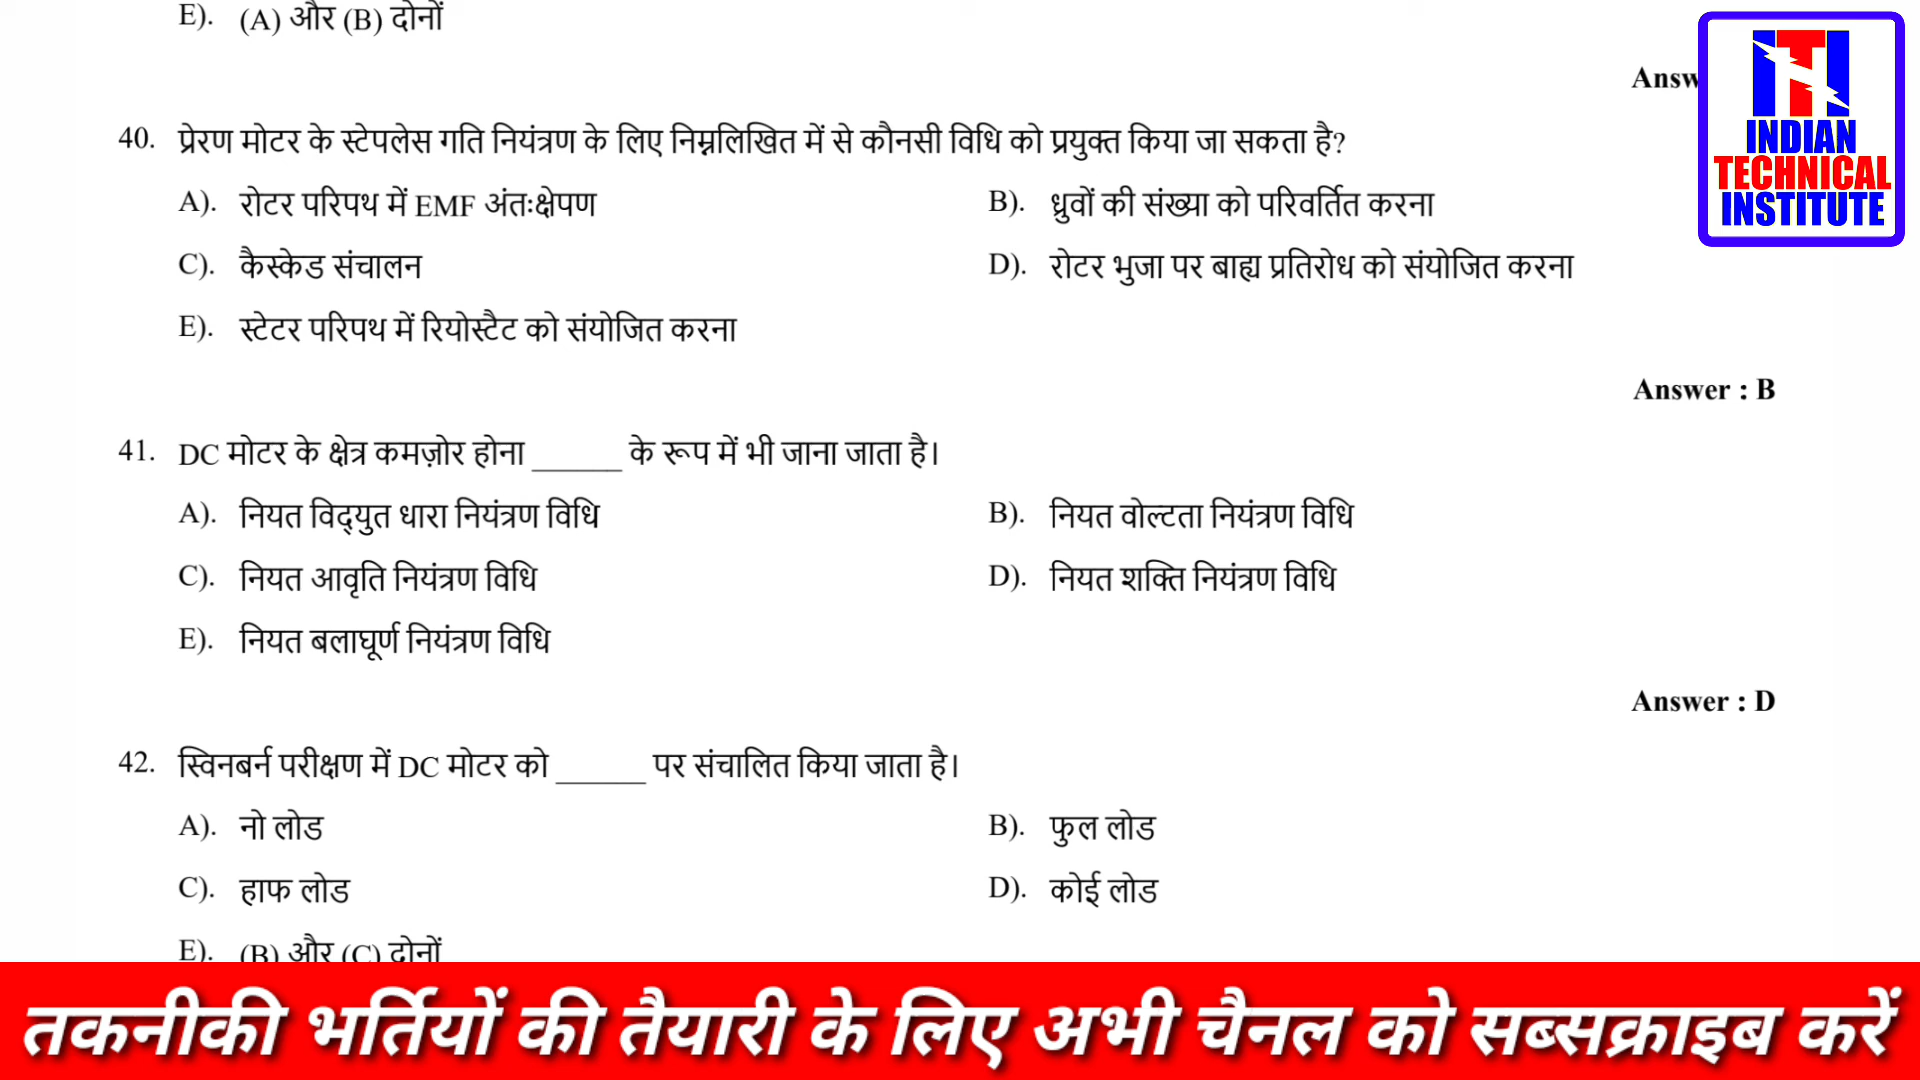 E). (A) और (B) दोनों
40. प्रेरण मोटर के स्टेपलेस गति नियंत्रण के लिए निम्नलिखित में से कौनसी विधि को प्रयुक्त किया जा सकता है?
A). रोटर परिपथ में EMF अंतःक्षेपण B). ध्रुवों की संख्या को परिवर्तित करना
C). कैस्केड संचालन D). रोटर भुजा पर बाह्य प्रतिरोध को संयोजित करना
E). स्टेटर परिपथ में रियोस्टैट को संयोजित करना
Answer : B
41. DC मोटर के क्षेत्र कमज़ोर होना ______ के रूप में भी जाना जाता है।
A). नियत विद्युत धारा नियंत्रण विधि B). नियत वोल्टता नियंत्रण विधि
C). नियत आवृति नियंत्रण विधि D). नियत शक्ति नियंत्रण विधि
E). नियत बलाघूर्ण नियंत्रण विधि
Answer : D
42. स्विनबर्न परीक्षण में DC मोटर को ______ पर संचालित किया जाता है।
A). नो लोड B). फुल लोड
C). हाफ लोड D). कोई लोड
E). (B) और (C) दोनों
ITI
INDIAN
TECHNICAL
INSTITUTE
तकनीकी भर्तियों की तैयारी के लिए अभी चैनल को सब्सक्राइब करें